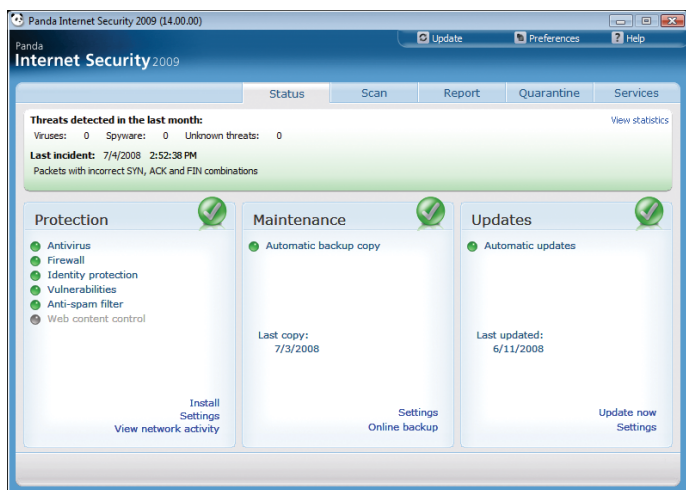 Panda Internet Security 2009 (14.00.00)
Update Preferences ? Help
Panda
Internet Security 2009
Status Scan Report Quarantine Services
Threats detected in the last month: View statistics
Viruses: 0 Spyware: 0 Unknown threats: 0
Last incident: 7/4/2008 2:52:38 PM
Packets with incorrect SYN, ACK and FIN combinations
Protection
Antivirus
Firewall
Identity protection
Vulnerabilities
Anti-spam filter
Web content control
Install
Settings
View network activity
Maintenance
Automatic backup copy
Last copy:
7/3/2008
Settings
Online backup
Updates
Automatic updates
Last updated:
6/11/2008
Update now
Settings